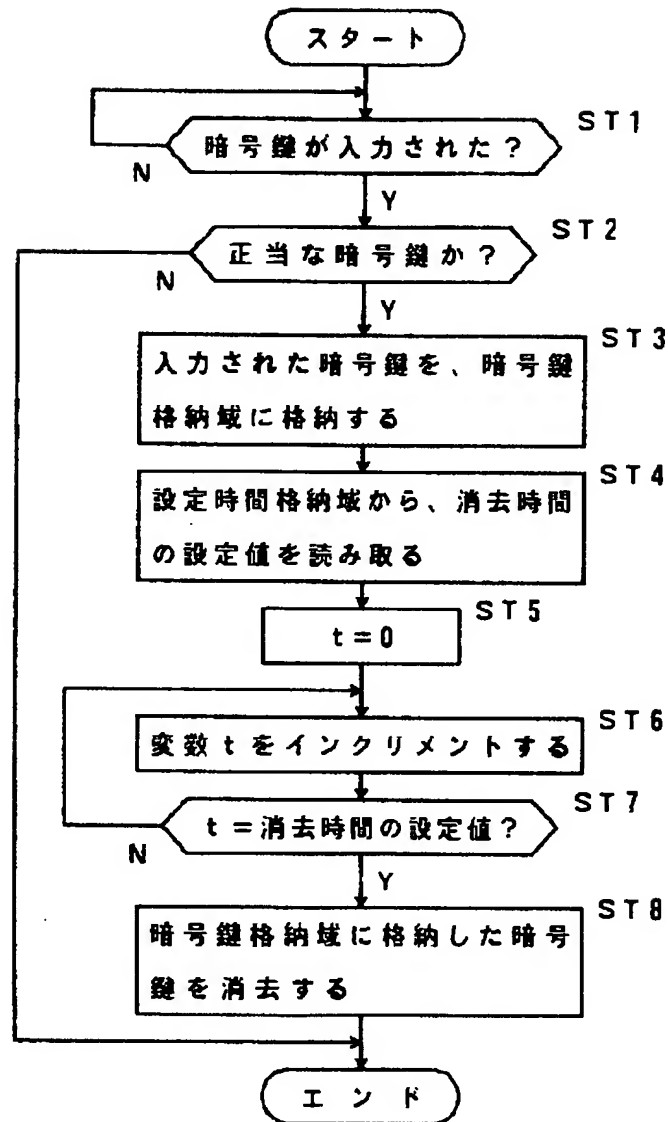 スタート
ST1
暗号鍵が入力された?
N
Y
ST2
正当な暗号鍵か?
N
Y
ST3
入力された暗号鍵を、暗号鍵
格納域に格納する
ST4
設定時間格納域から、消去時間
の設定値を読み取る
ST5
t=0
ST6
変数tをインクリメントする
ST7
t=消去時間の設定値?
N
Y
ST8
暗号鍵格納域に格納した暗号
鍵を消去する
エンド